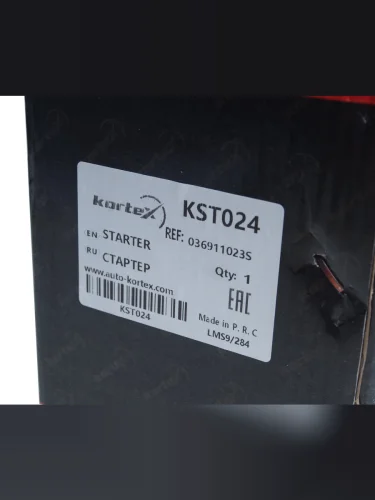 kortex KST024
EN STARTER REF: 036911023S
RU СТАРТЕР Qty: 1
www.auto-kortex.com
EAC
KST024 Made in P. R. C
LMS9/284